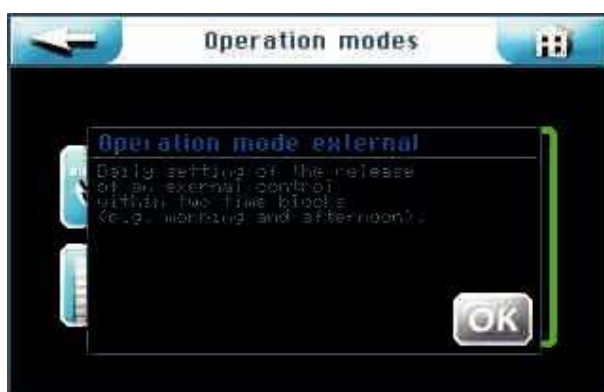 Operation modes
Operation mode external
Daily setting of the release
of an exernal control
within two time blocks
(e.g. morning and afternoon).
OK